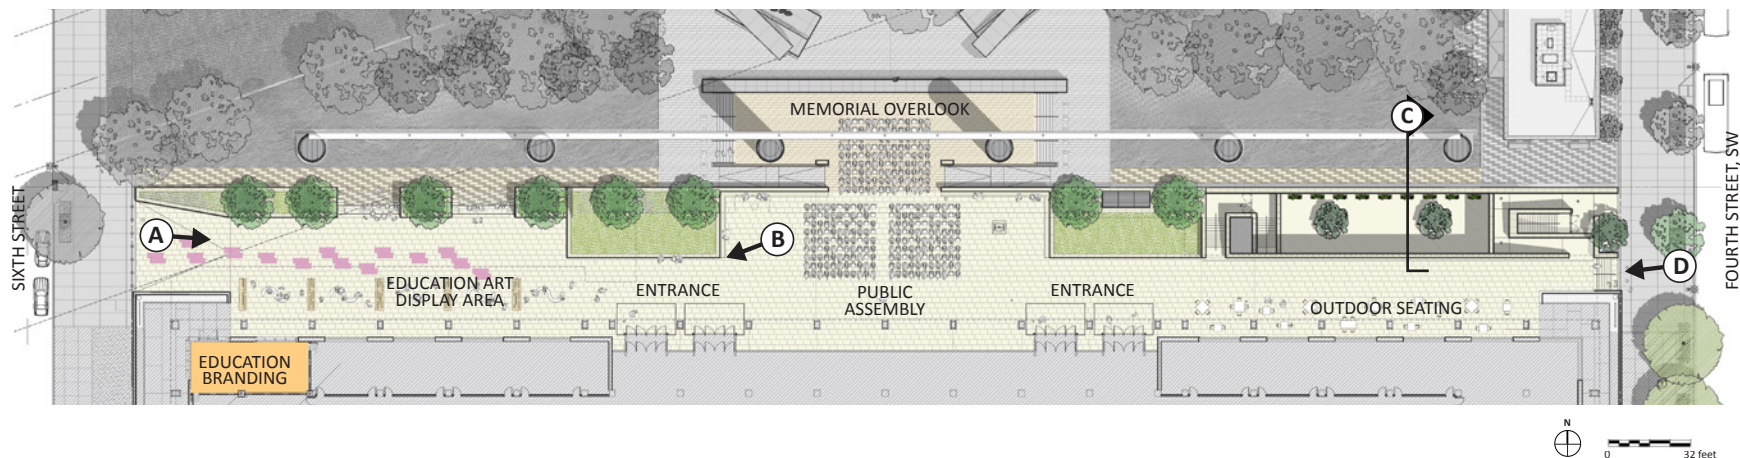 MEMORIAL OVERLOOK
C
SIXTH STREET
FOURTH STREET, SW
A
B
D
EDUCATION ART
DISPLAY AREA
ENTRANCE
PUBLIC
ASSEMBLY
ENTRANCE
OUTDOOR SEATING
EDUCATION
BRANDING
N
0
32 feet